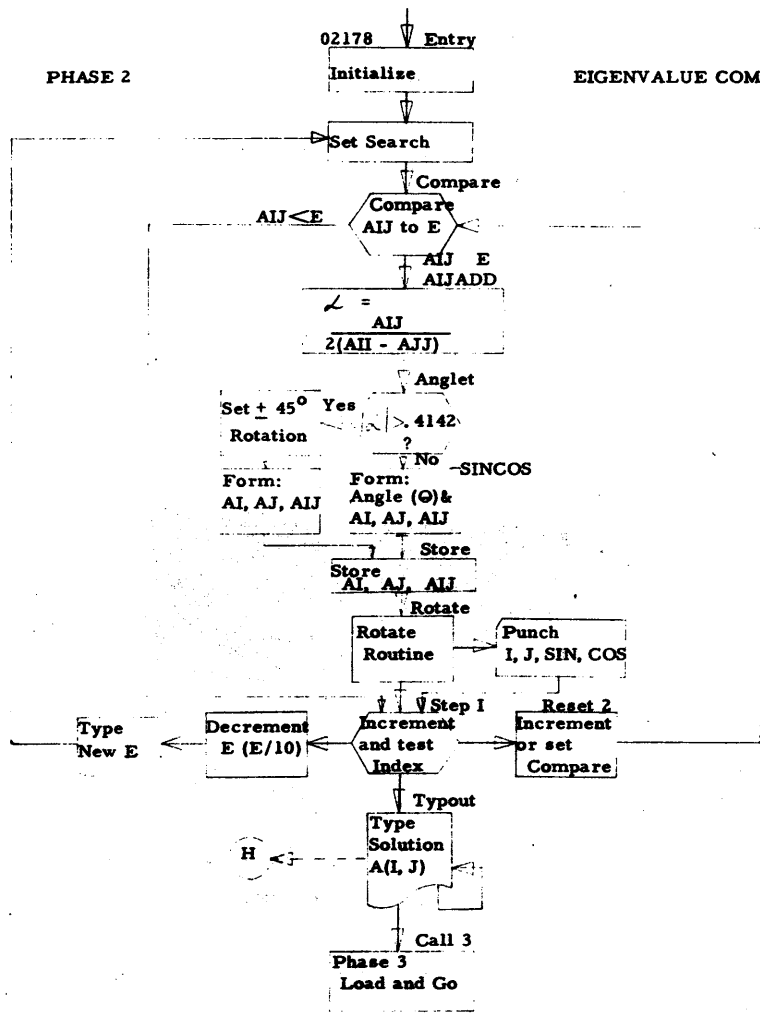 02178 Entry
PHASE 2
Initialize
EIGENVALUE COM
Set Search
Compare
Compare
AIJ<E
AIJ to E
AIJ E
AIJADD
α =
AIJ
2(AII - AJJ)
Anglet
Set ± 45° Yes
Rotation
|α|>.4142
?
No
SINCOS
Form:
AI, AJ, AIJ
Form:
Angle (Θ)&
AI, AJ, AIJ
Store
Store
AI, AJ, AIJ
Rotate
Rotate
Routine
Punch
I, J, SIN, COS
Step I
Reset 2
Type
New E
Decrement
E (E/10)
Increment
and test
Index
Increment
or set
Compare
Typout
Type
Solution
A(I, J)
H
Call 3
Phase 3
Load and Go